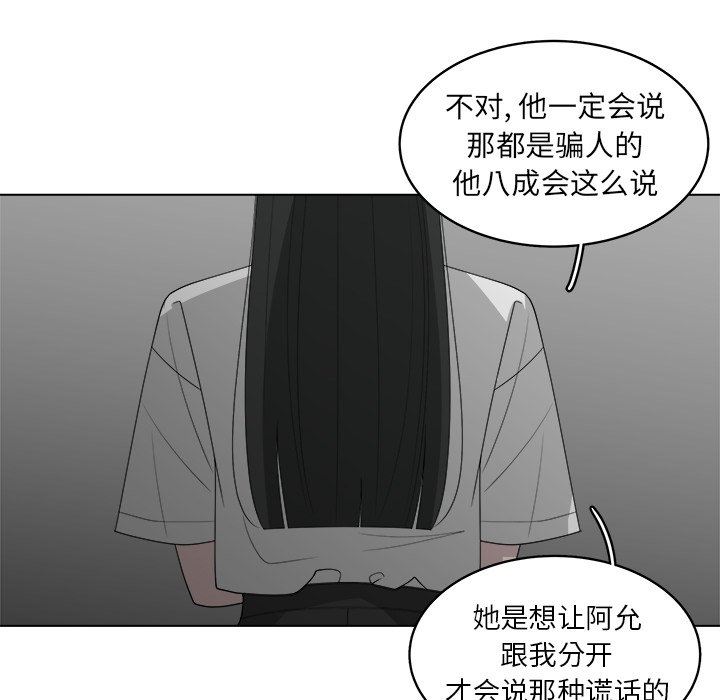 不对, 他一定会说
那都是骗人的
他八成会这么说
她是想让阿允
跟我分开
才会说那种谎话的